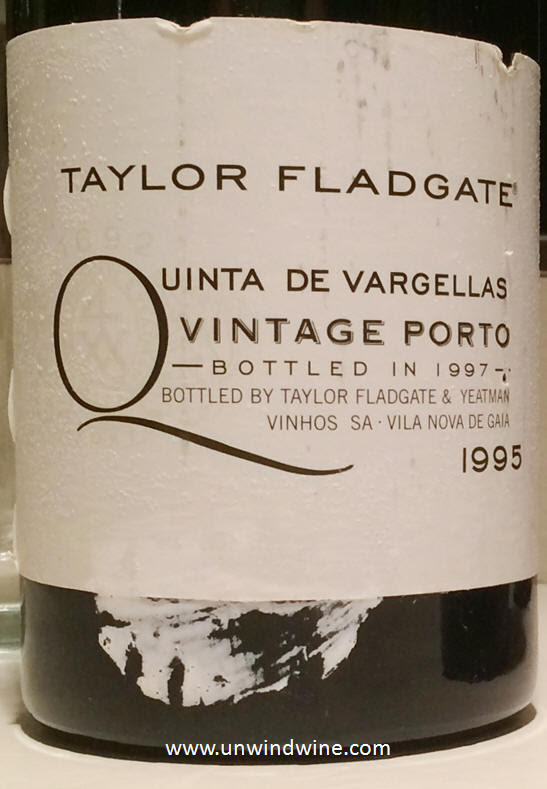 TAYLOR FLADGATE
QUINTA DE VARGELLAS
VINTAGE PORTO
—BOTTLED IN 1997—
BOTTLED BY TAYLOR FLADGATE & YEATMAN
VINHOS SA · VILA NOVA DE GAIA
1995
www.unwindwine.com